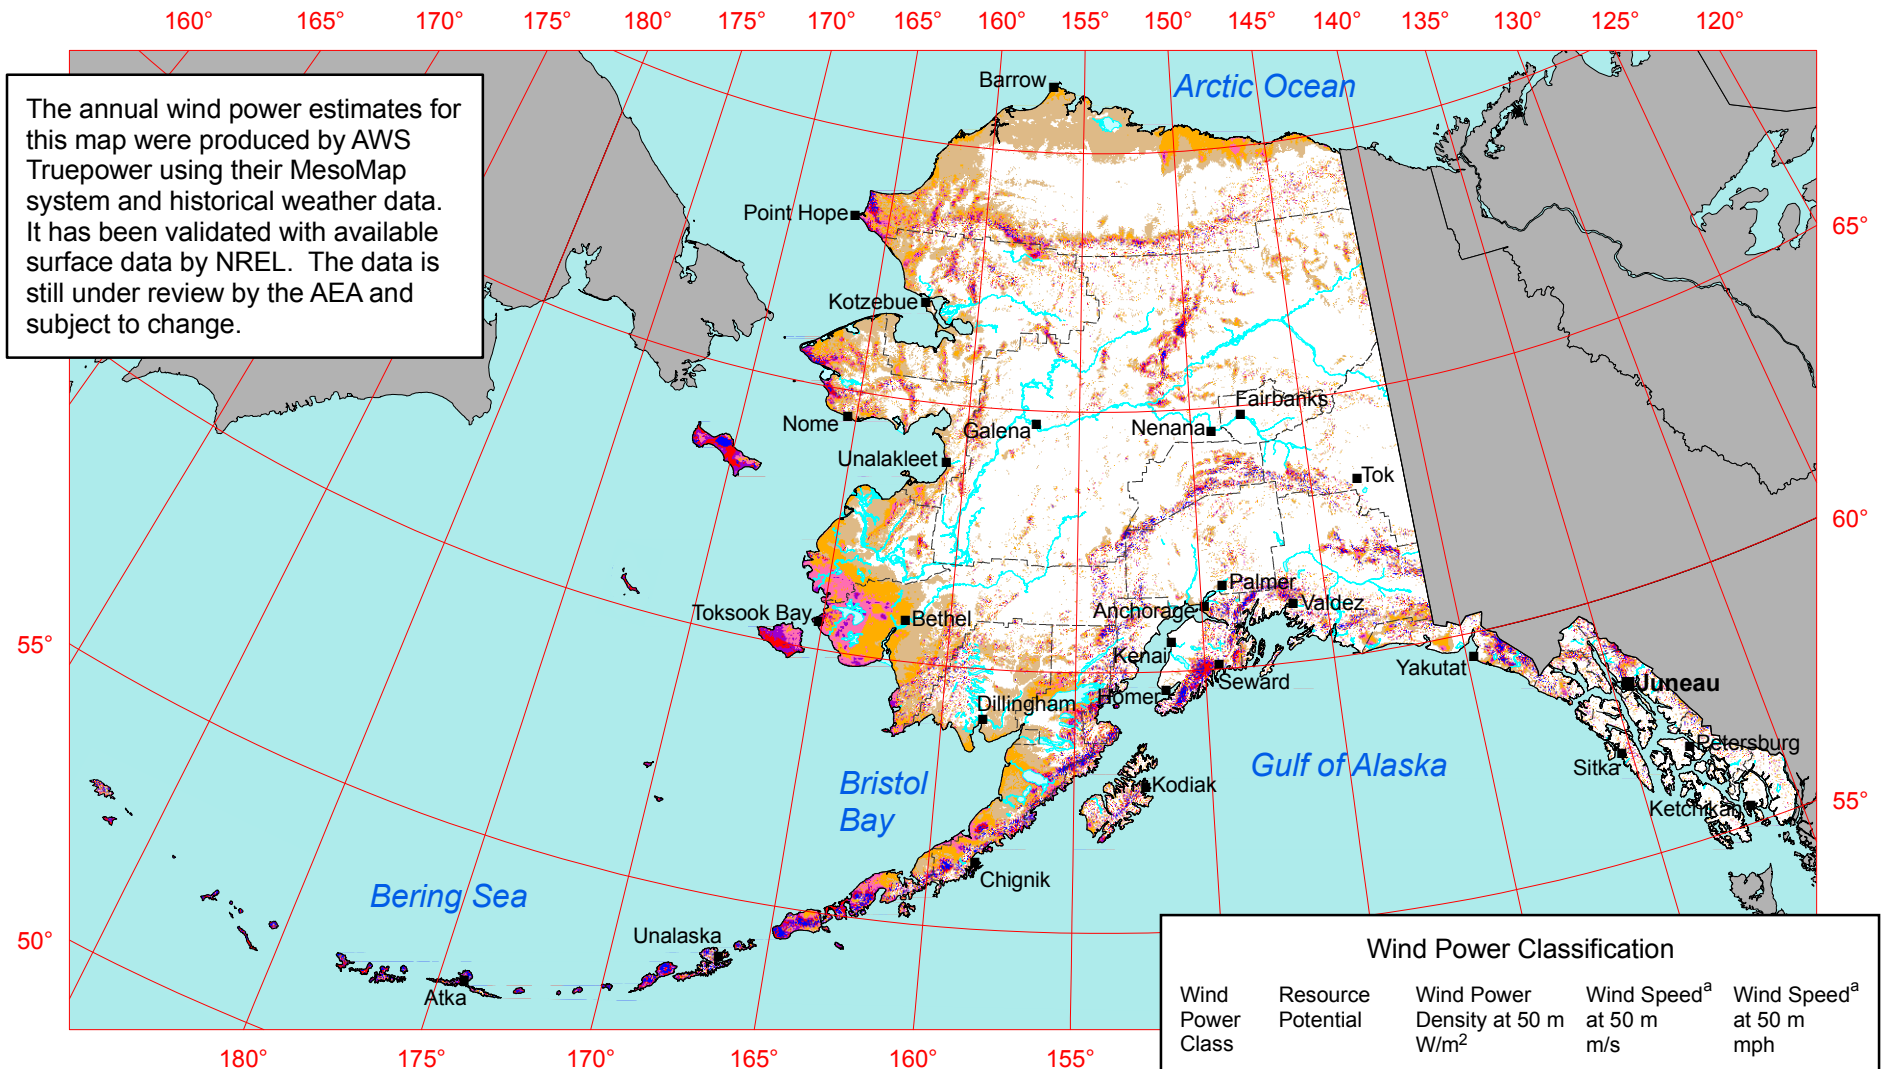 160° 165° 170° 175° 180° 175° 170° 165° 160° 155° 150° 145° 140° 135° 130° 125° 120°
The annual wind power estimates for
this map were produced by AWS
Truepower using their MesoMap
system and historical weather data.
It has been validated with available
surface data by NREL. The data is
still under review by the AEA and
subject to change.
Barrow
Arctic Ocean
Point Hope
65°
Kotzebue
Fairbanks
Nome
Galena
Nenana
Unalakleet
Tok
60°
Palmer
Toksook Bay
Bethel
Anchorage
Valdez
55°
Kenai
Yakutat
Seward
Juneau
Homer
Dillingham
Petersburg
Sitka
Gulf of Alaska
Bristol
Bay
Kodiak
55°
Ketchikan
Chignik
Bering Sea
50°
Unalaska
Atka
Wind Power Classification
Wind Resource Wind Power Wind Speedᵃ Wind Speedᵃ
Power Potential Density at 50 m at 50 m at 50 m
Class W/m² m/s mph
180° 175° 170° 165° 160° 155°